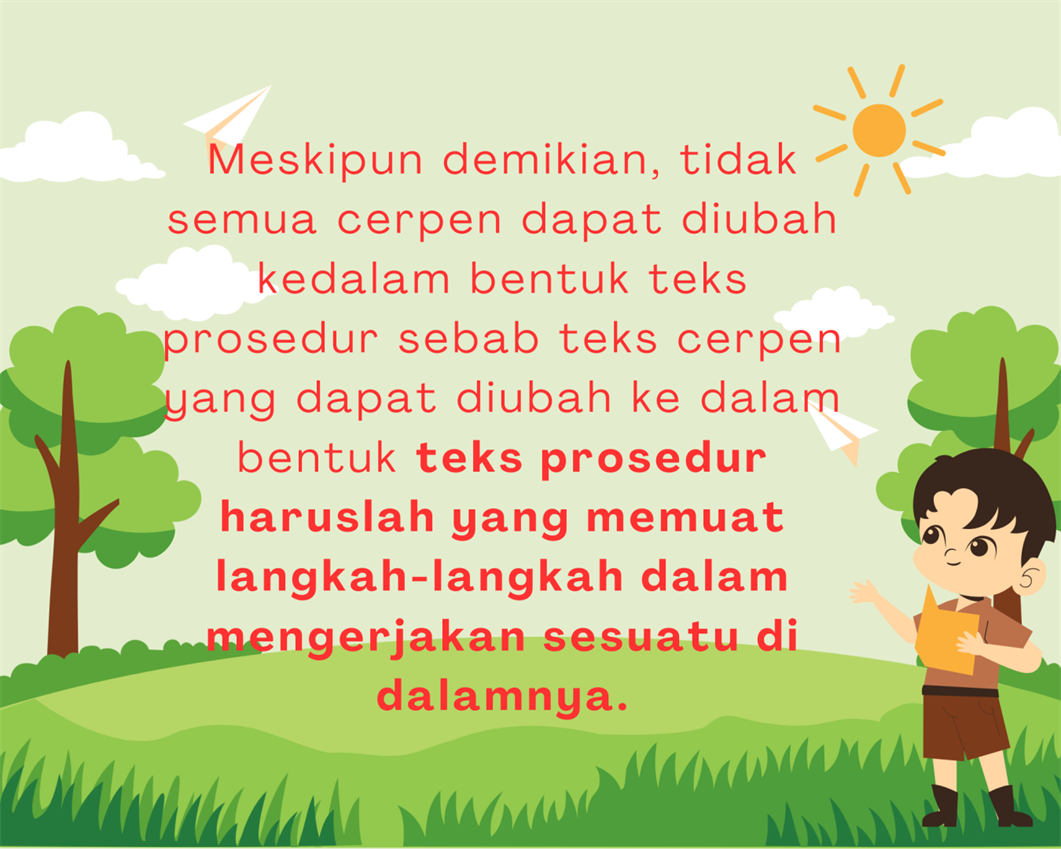 Meskipun demikian, tidak
semua cerpen dapat diubah
kedalam bentuk teks
prosedur sebab teks cerpen
yang dapat diubah ke dalam
bentuk teks prosedur
haruslah yang memuat
langkah-langkah dalam
mengerjakan sesuatu di
dalamnya.